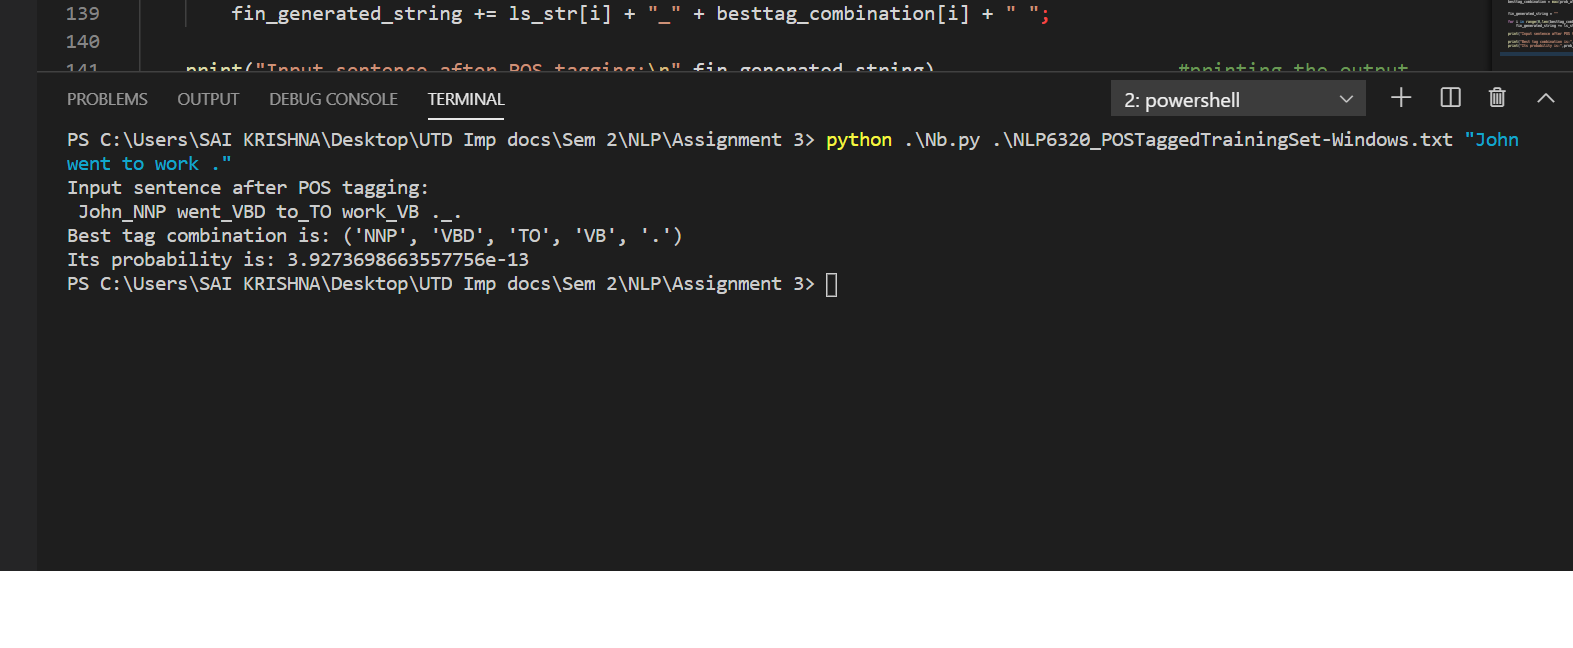 139 fin_generated_string += ls_str[i] + "_" + besttag_combination[i] + " ";
140
141 print("Input sentence after POS tagging:\n",fin_generated_string) #printing the output
PROBLEMS OUTPUT DEBUG CONSOLE TERMINAL 2: powershell
PS C:\Users\SAI KRISHNA\Desktop\UTD Imp docs\Sem 2\NLP\Assignment 3> python .\Nb.py .\NLP6320_POSTaggedTrainingSet-Windows.txt "John
went to work ."
Input sentence after POS tagging:
John_NNP went_VBD to_TO work_VB ._.
Best tag combination is: ('NNP', 'VBD', 'TO', 'VB', '.')
Its probability is: 3.9273698663557756e-13
PS C:\Users\SAI KRISHNA\Desktop\UTD Imp docs\Sem 2\NLP\Assignment 3>